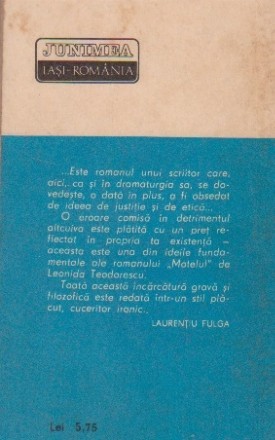 JUNIMEA
IAȘI-ROMÂNIA
...Este romanul unui scriitor care,
aici, ca și în dramaturgia sa, se do-
vedește, o dată în plus, a fi obsedat
de ideea de justiție și de etică...
O eroare comisă în detrimentul
altcuiva este plătită cu un preț re-
flectat în propria ta existență –
aceasta este una din ideile funda-
mentale ale romanului „Matelul" de
Leonida Teodorescu.
Toată această încărcătură gravă și
filozofică este redată într-un stil plă-
cut, cuceritor ironic...
LAURENȚIU FULGA
Lei 5,75